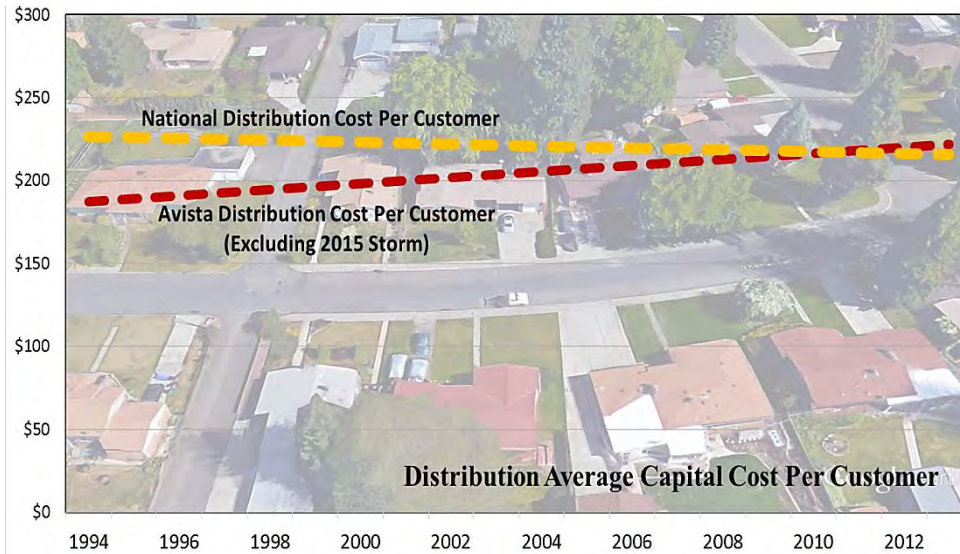 $300
$250
$200
$150
$100
$50
$0
National Distribution Cost Per Customer
Avista Distribution Cost Per Customer
(Excluding 2015 Storm)
Distribution Average Capital Cost Per Customer
1994 1996 1998 2000 2002 2004 2006 2008 2010 2012